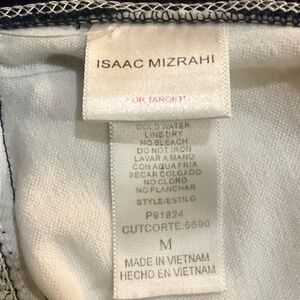 ISAAC MIZRAHI
FOR TARGET
COLD WATER
LINE DRY
NO BLEACH
DO NOT IRON
LAVAR A MANO
CON AGUA FRIA
SECAR COLGADO
NO CLORO
NO PLANCHAR
STYLE/ESTILO
P91824
CUTCORTE: 6690
M
MADE IN VIETNAM
HECHO EN VIETNAM